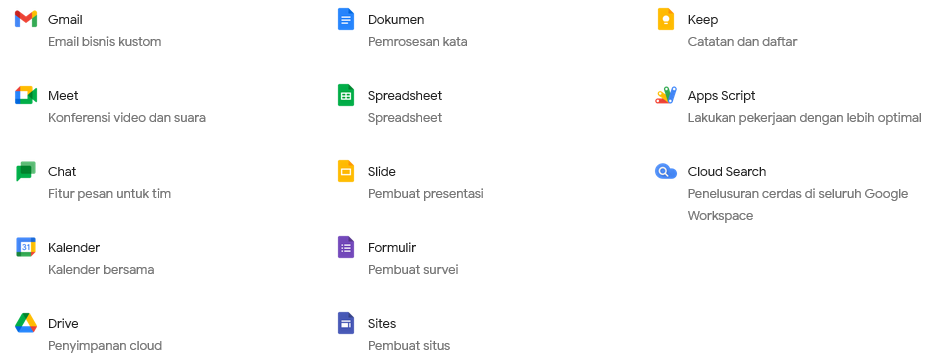 Gmail
Email bisnis kustom
Meet
Konferensi video dan suara
Chat
Fitur pesan untuk tim
31
Kalender
Kalender bersama
Drive
Penyimpanan cloud
Dokumen
Pemrosesan kata
Spreadsheet
Spreadsheet
Slide
Pembuat presentasi
Formulir
Pembuat survei
Sites
Pembuat situs
Keep
Catatan dan daftar
Apps Script
Lakukan pekerjaan dengan lebih optimal
Cloud Search
Penelusuran cerdas di seluruh Google
Workspace